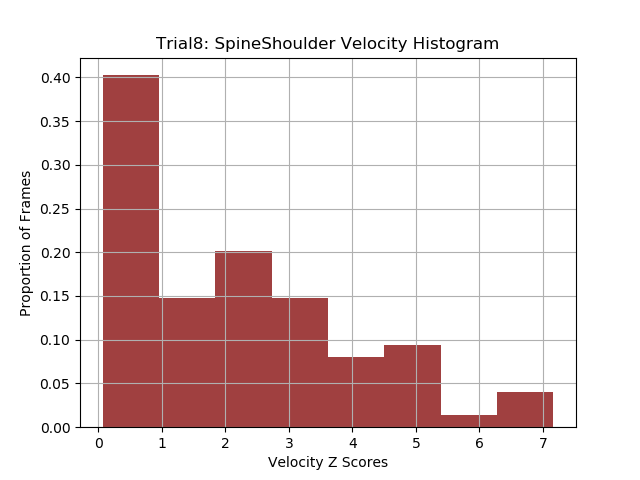 Trial8: SpineShoulder Velocity Histogram
0.40
0.35
0.30
0.25
0.20
0.15
0.10
0.05
0.00
Proportion of Frames
0 1 2 3 4 5 6 7
Velocity Z Scores